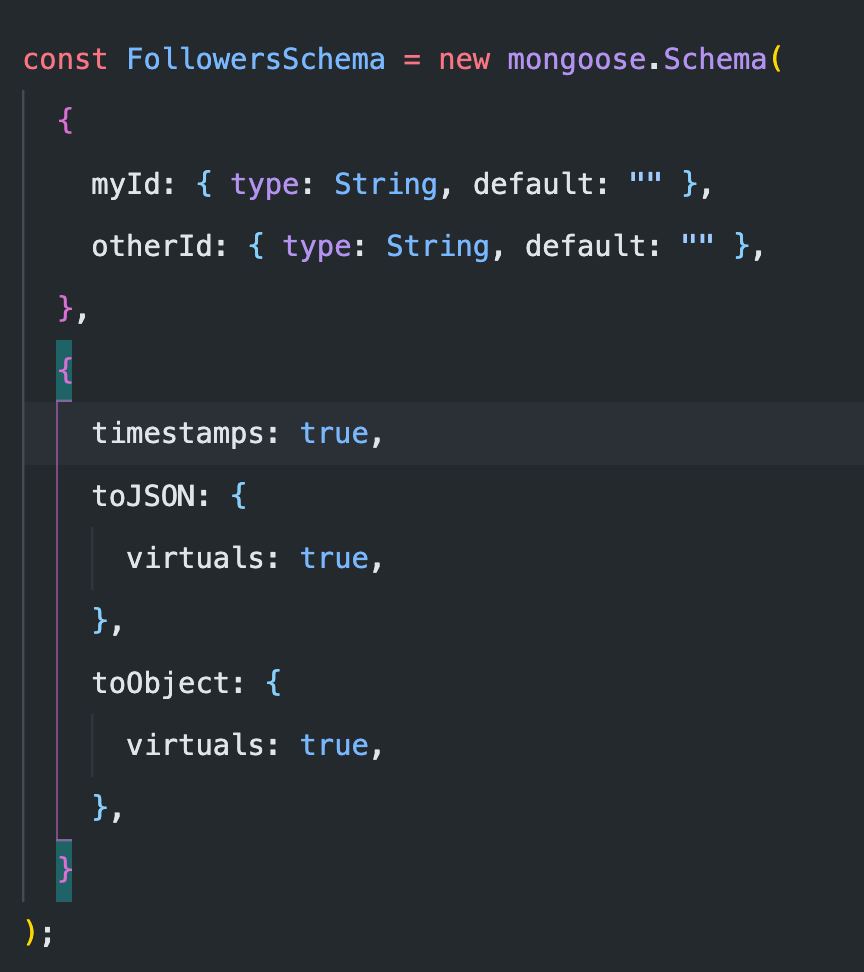 const FollowersSchema = new mongoose.Schema(
{
myId: { type: String, default: "" },
otherId: { type: String, default: "" },
},
{
timestamps: true,
toJSON: {
virtuals: true,
},
toObject: {
virtuals: true,
},
}
);